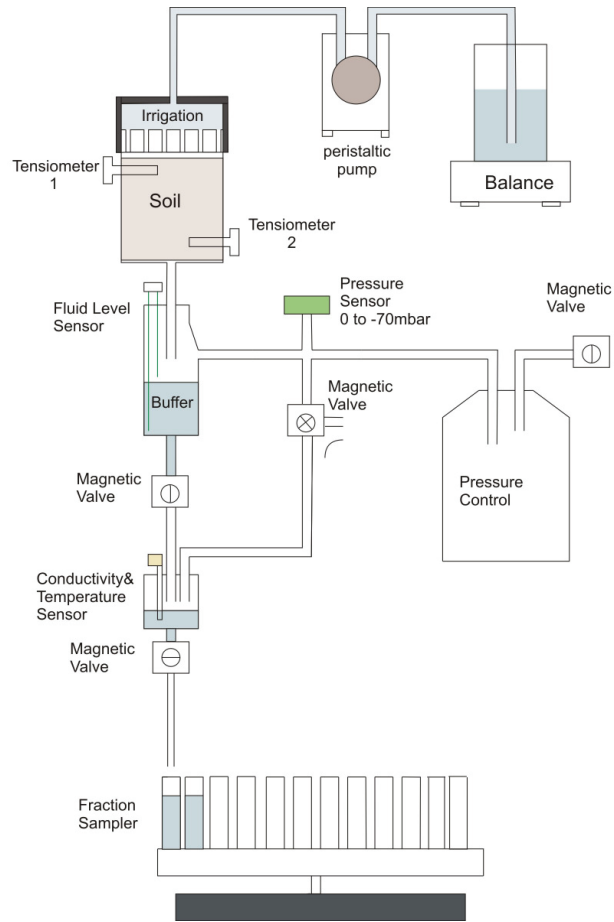 Irrigation
peristaltic
pump
Balance
Tensiometer
1
Soil
Tensiometer
2
Fluid Level
Sensor
Pressure
Sensor
0 to -70mbar
Magnetic
Valve
Magnetic
Valve
Buffer
Magnetic
Valve
Pressure
Control
Conductivity&
Temperature
Sensor
Magnetic
Valve
Fraction
Sampler